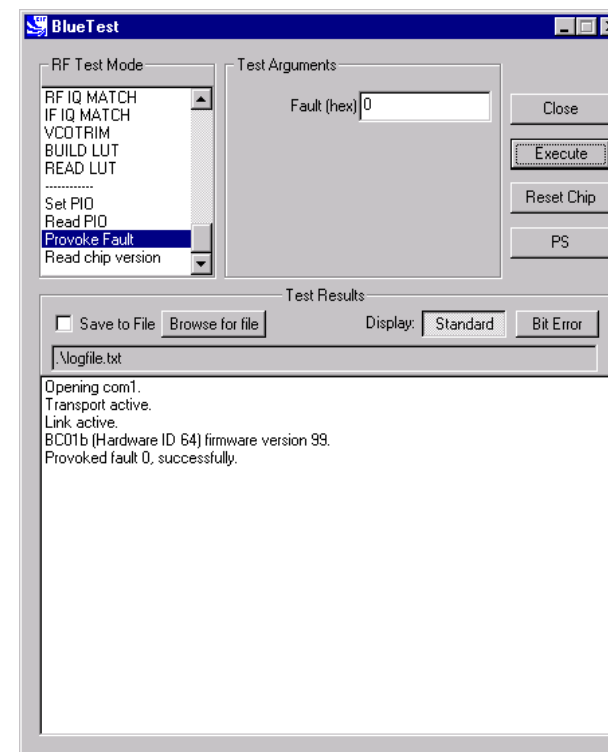 BlueTest
RF Test Mode
RF IQ MATCH
IF IQ MATCH
VCOTRIM
BUILD LUT
READ LUT
------------
Set PIO
Read PIO
Provoke Fault
Read chip version
Test Arguments
Fault (hex) 0
Close
Execute
Reset Chip
PS
Test Results
Save to File Browse for file Display: Standard Bit Error
.\logfile.txt
Opening com1.
Transport active.
Link active.
BC01b (Hardware ID 64) firmware version 99.
Provoked fault 0, successfully.